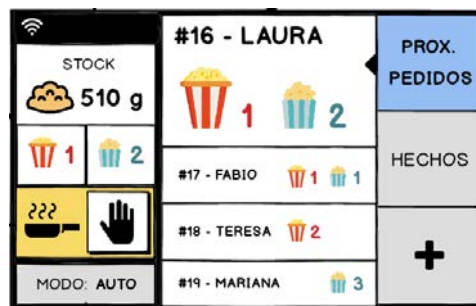 STOCK
510 g
1 2
MODO: AUTO
#16 - LAURA
1 2
#17 - FABIO 1 1
#18 - TERESA 2
#19 - MARIANA 3
PROX.
PEDIDOS
HECHOS
+